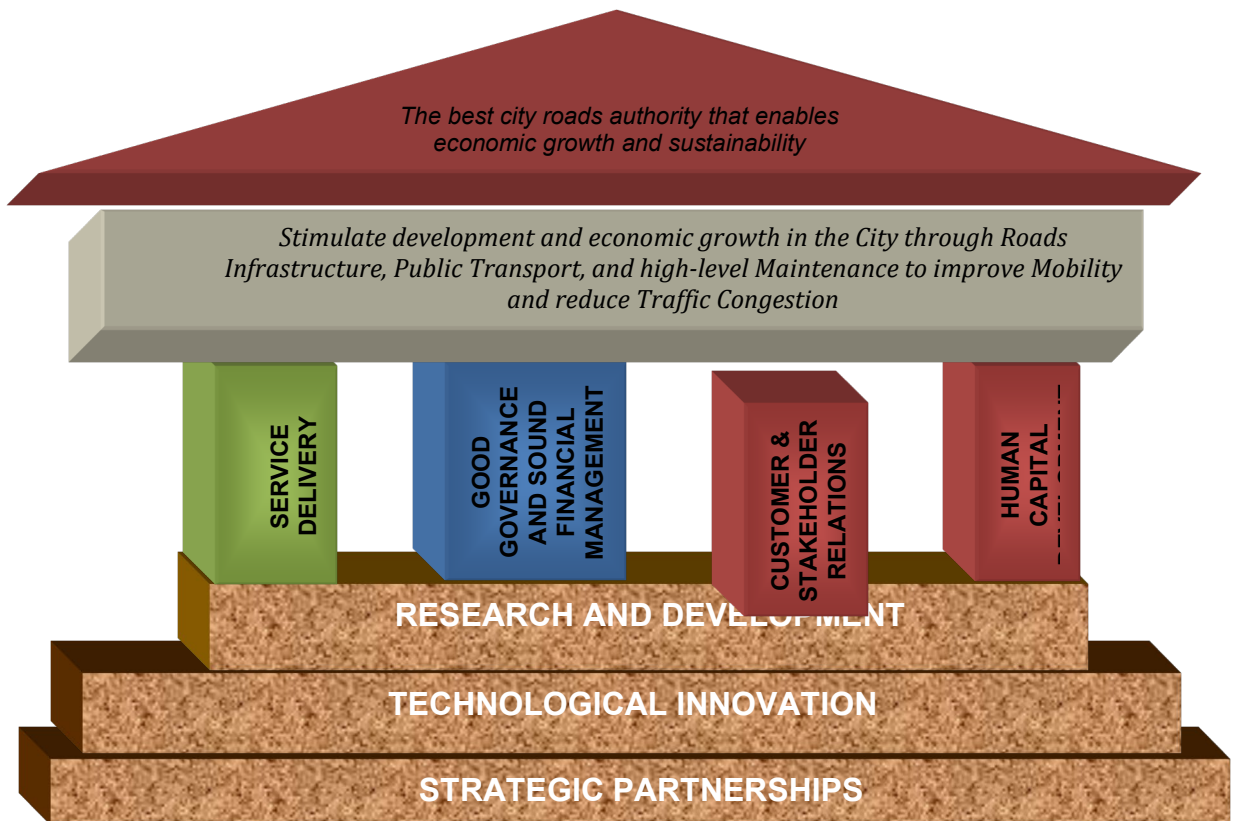 The best city roads authority that enables
economic growth and sustainability
Stimulate development and economic growth in the City through Roads
Infrastructure, Public Transport, and high-level Maintenance to improve Mobility
and reduce Traffic Congestion
SERVICE
DELIVERY
GOOD
GOVERNANCE
AND SOUND
FINANCIAL
MANAGEMENT
CUSTOMER &
STAKEHOLDER
RELATIONS
HUMAN
CAPITAL
RESEARCH AND DEVELOPMENT
TECHNOLOGICAL INNOVATION
STRATEGIC PARTNERSHIPS